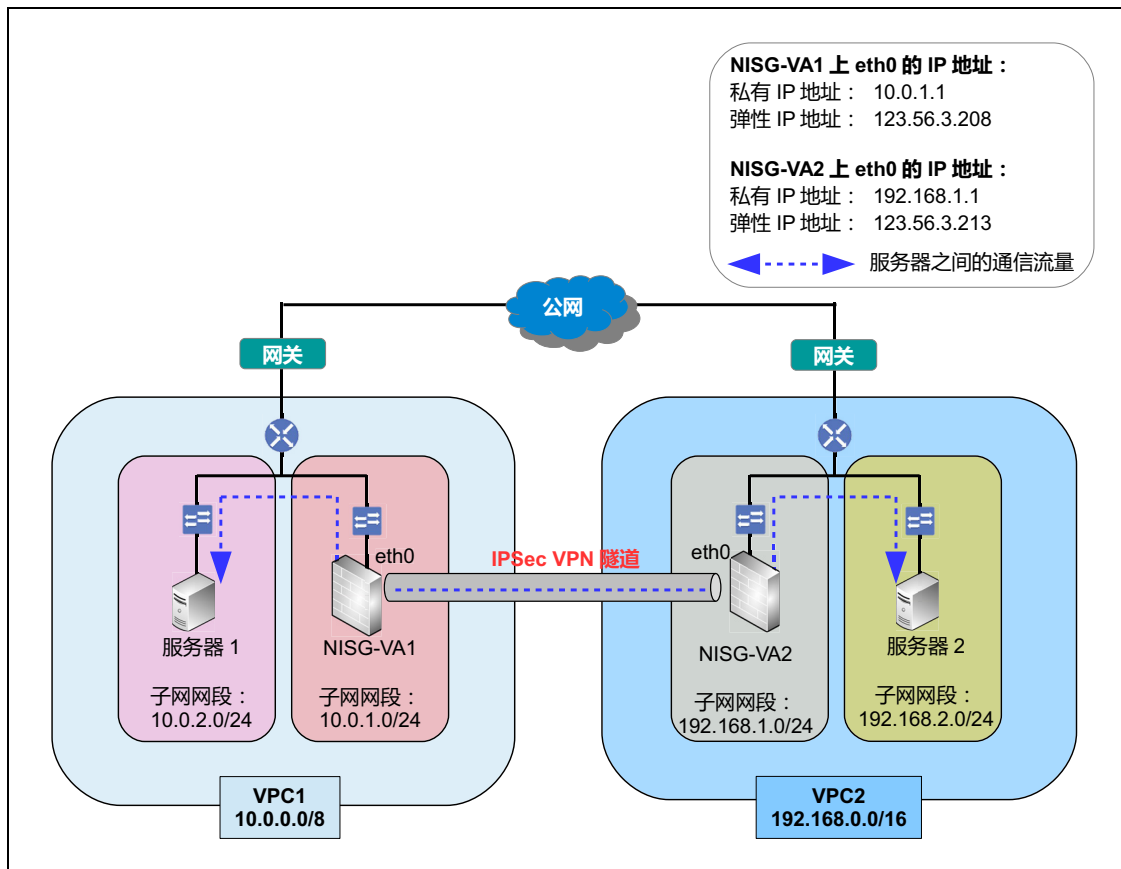 NISG-VA1 上 eth0 的 IP 地址：
私有 IP 地址： 10.0.1.1
弹性 IP 地址： 123.56.3.208
NISG-VA2 上 eth0 的 IP 地址：
私有 IP 地址： 192.168.1.1
弹性 IP 地址： 123.56.3.213
服务器之间的通信流量
公网
网关
网关
eth0
IPSec VPN 隧道
eth0
服务器 1
NISG-VA1
NISG-VA2
服务器 2
子网网段：
10.0.2.0/24
子网网段：
10.0.1.0/24
子网网段：
192.168.1.0/24
子网网段：
192.168.2.0/24
VPC1
10.0.0.0/8
VPC2
192.168.0.0/16